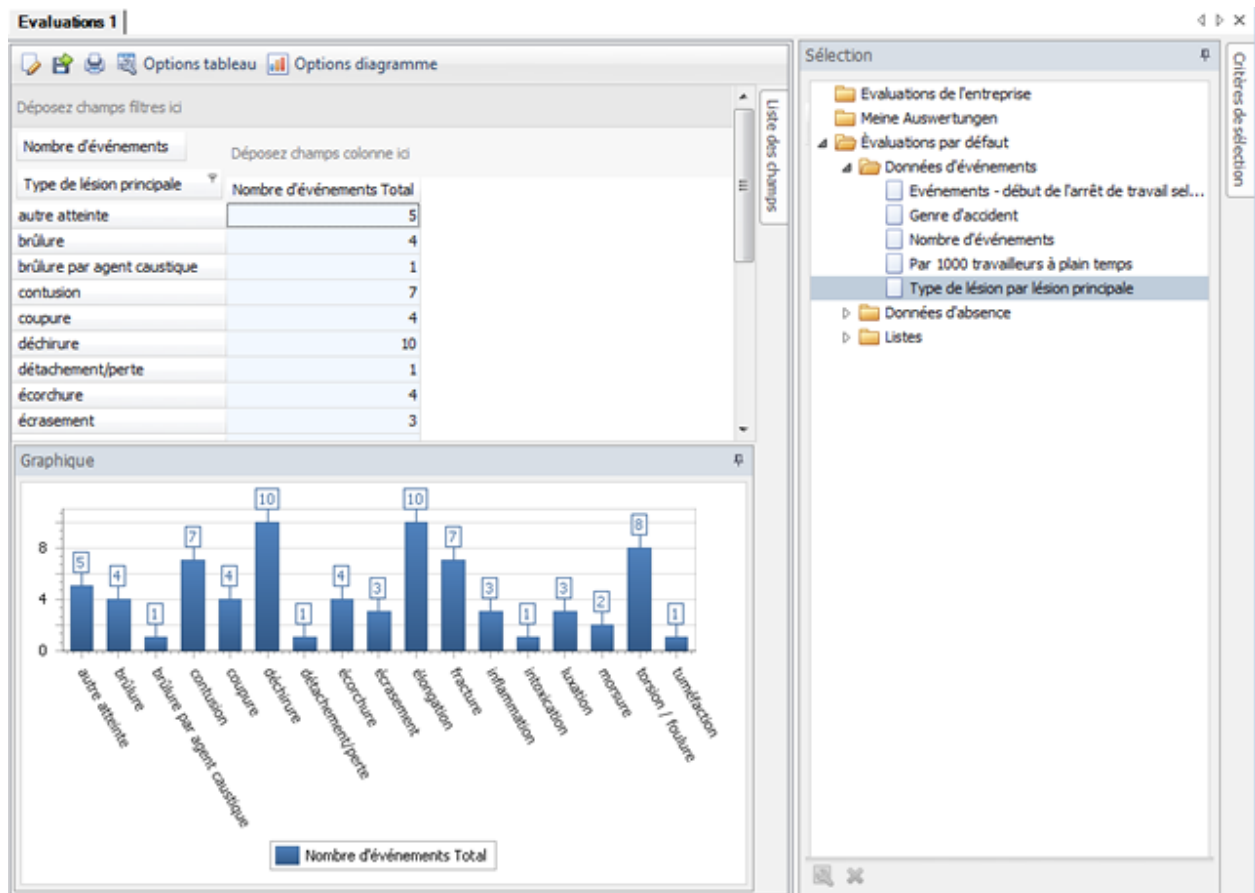 Evaluations 1
Options tableau Options diagramme
Déposez champs filtres ici
Nombre d'événements
Déposez champs colonne ici
Type de lésion principale
Nombre d'événements Total
autre atteinte 5
brûlure 4
brûlure par agent caustique 1
contusion 7
coupure 4
déchirure 10
détachement/perte 1
écorchure 4
écrasement 3
Liste des champs
Graphique
10 10
8
7 7
5
4 4 4
3 3 3
2
1 1 1 1
8
4
0
autre atteinte
brûlure
brûlure par agent caustique
contusion
coupure
déchirure
détachement/perte
écorchure
écrasement
élongation
fracture
inflammation
intoxication
luxation
morsure
torsion / foulure
tuméfaction
Nombre d'événements Total
Sélection
Evaluations de l'entreprise
Meine Auswertungen
Èvaluations par défaut
Données d'événements
Evénements - début de l'arrêt de travail sel...
Genre d'accident
Nombre d'événements
Par 1000 travailleurs à plain temps
Type de lésion par lésion principale
Données d'absence
Listes
Critères de sélection